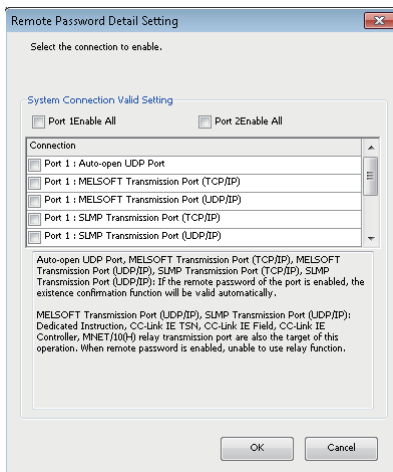 Remote Password Detail Setting
Select the connection to enable.
System Connection Valid Setting
Port 1Enable All
Port 2Enable All
Connection
Port 1 : Auto-open UDP Port
Port 1 : MELSOFT Transmission Port (TCP/IP)
Port 1 : MELSOFT Transmission Port (UDP/IP)
Port 1 : SLMP Transmission Port (TCP/IP)
Port 1 : SLMP Transmission Port (UDP/IP)
Auto-open UDP Port, MELSOFT Transmission Port (TCP/IP), MELSOFT
Transmission Port (UDP/IP), SLMP Transmission Port (TCP/IP), SLMP
Transmission Port (UDP/IP): If the remote password of the port is enabled, the
existence confirmation function will be valid automatically.
MELSOFT Transmission Port (UDP/IP), SLMP Transmission Port (UDP/IP):
Dedicated Instruction, CC-Link IE TSN, CC-Link IE Field, CC-Link IE
Controller, MNET/10(H) relay transmission port are also the target of this
operation. When remote password is enabled, unable to use relay function.
OK
Cancel